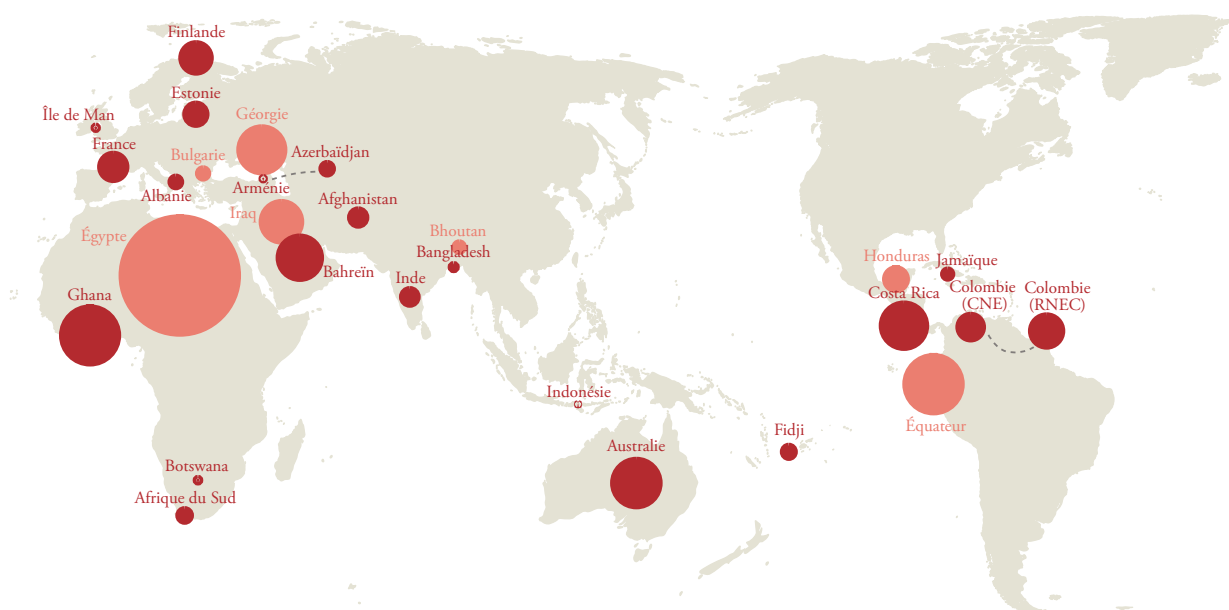 Finlande
Estonie
Île de Man
Géorgie
France
Bulgarie
Azerbaïdjan
Albanie
Arménie
Afghanistan
Iraq
Égypte
Bhoutan
Bangladesh
Bahreïn
Inde
Ghana
Honduras
Jamaïque
Costa Rica
Colombie
(CNE)
Colombie
(RNEC)
Indonésie
Équateur
Fidji
Australie
Botswana
Afrique du Sud